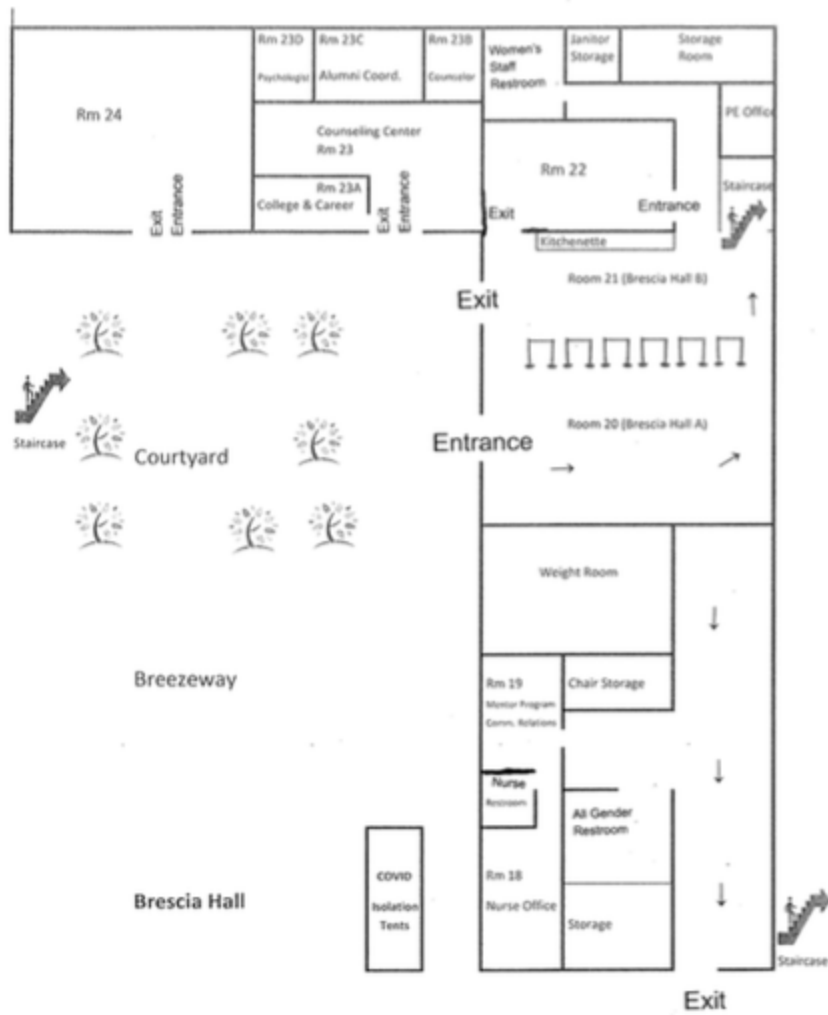 Rm 23D
Psychologist
Rm 23C
Alumni Coord.
Rm 23B
Counselor
Women's
Staff
Restroom
Janitor
Storage
Storage
Room
Rm 24
Counseling Center
Rm 23
PE Office
Rm 22
Rm 23A
College & Career
Exit
Entrance
Exit
Entrance
Exit
Entrance
Staircase
Kitchenette
Room 21 (Brescia Hall B)
Exit
Staircase
Courtyard
Entrance
Room 20 (Brescia Hall A)
Weight Room
Breezeway
Rm 19
Mentor Program
Comm. Relations
Chair Storage
Nurse
Restroom
All Gender
Restroom
COVID
Isolation
Tents
Brescia Hall
Rm 18
Nurse Office
Storage
Staircase
Exit